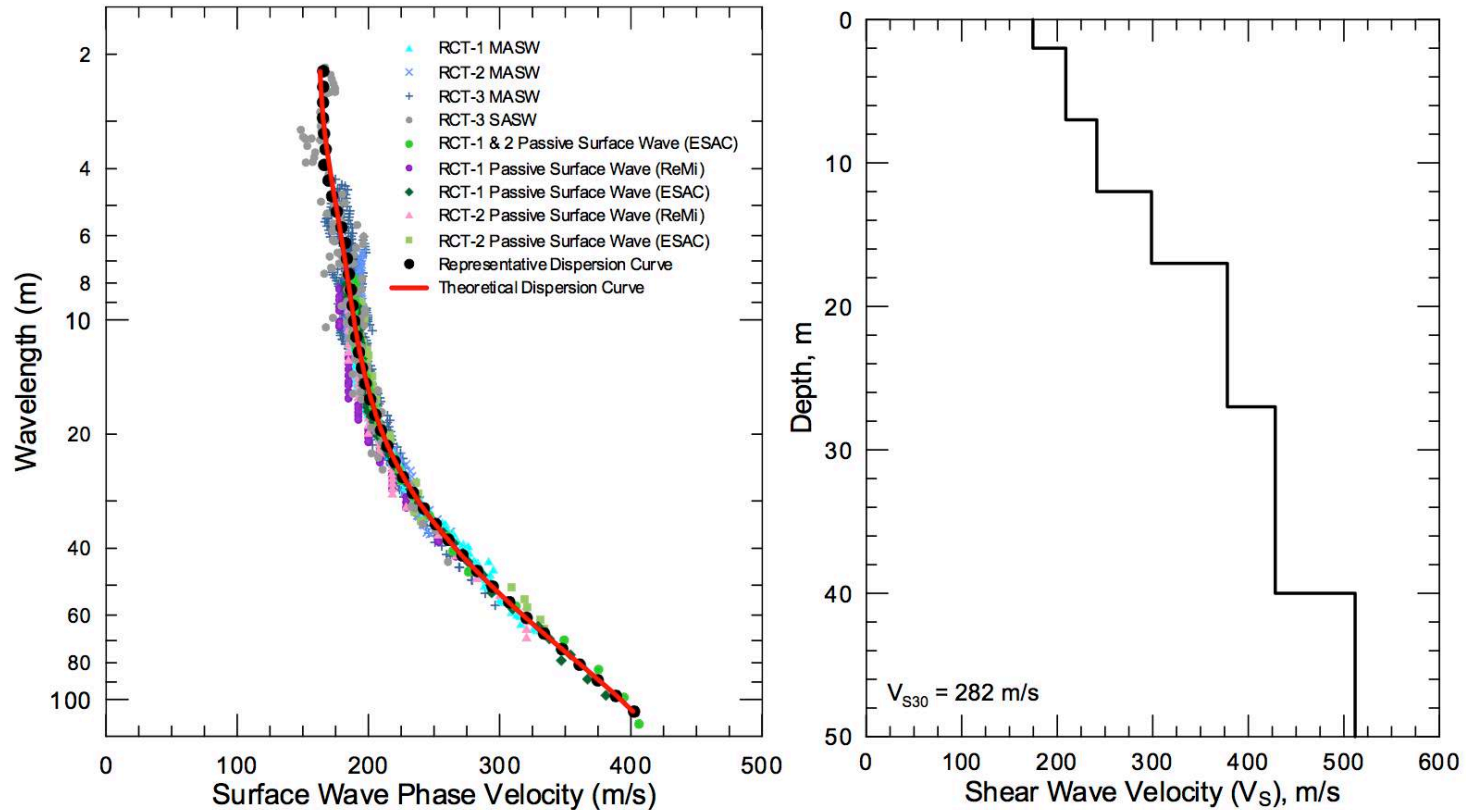 2
4
6
8
10
20
40
60
80
100
Wavelength (m)
0
100
200
300
400
500
Surface Wave Phase Velocity (m/s)
RCT-1 MASW
RCT-2 MASW
RCT-3 MASW
RCT-3 SASW
RCT-1 & 2 Passive Surface Wave (ESAC)
RCT-1 Passive Surface Wave (ReMi)
RCT-1 Passive Surface Wave (ESAC)
RCT-2 Passive Surface Wave (ReMi)
RCT-2 Passive Surface Wave (ESAC)
Representative Dispersion Curve
Theoretical Dispersion Curve
0
10
20
30
40
50
Depth, m
VS30 = 282 m/s
0
100
200
300
400
500
600
Shear Wave Velocity (VS), m/s